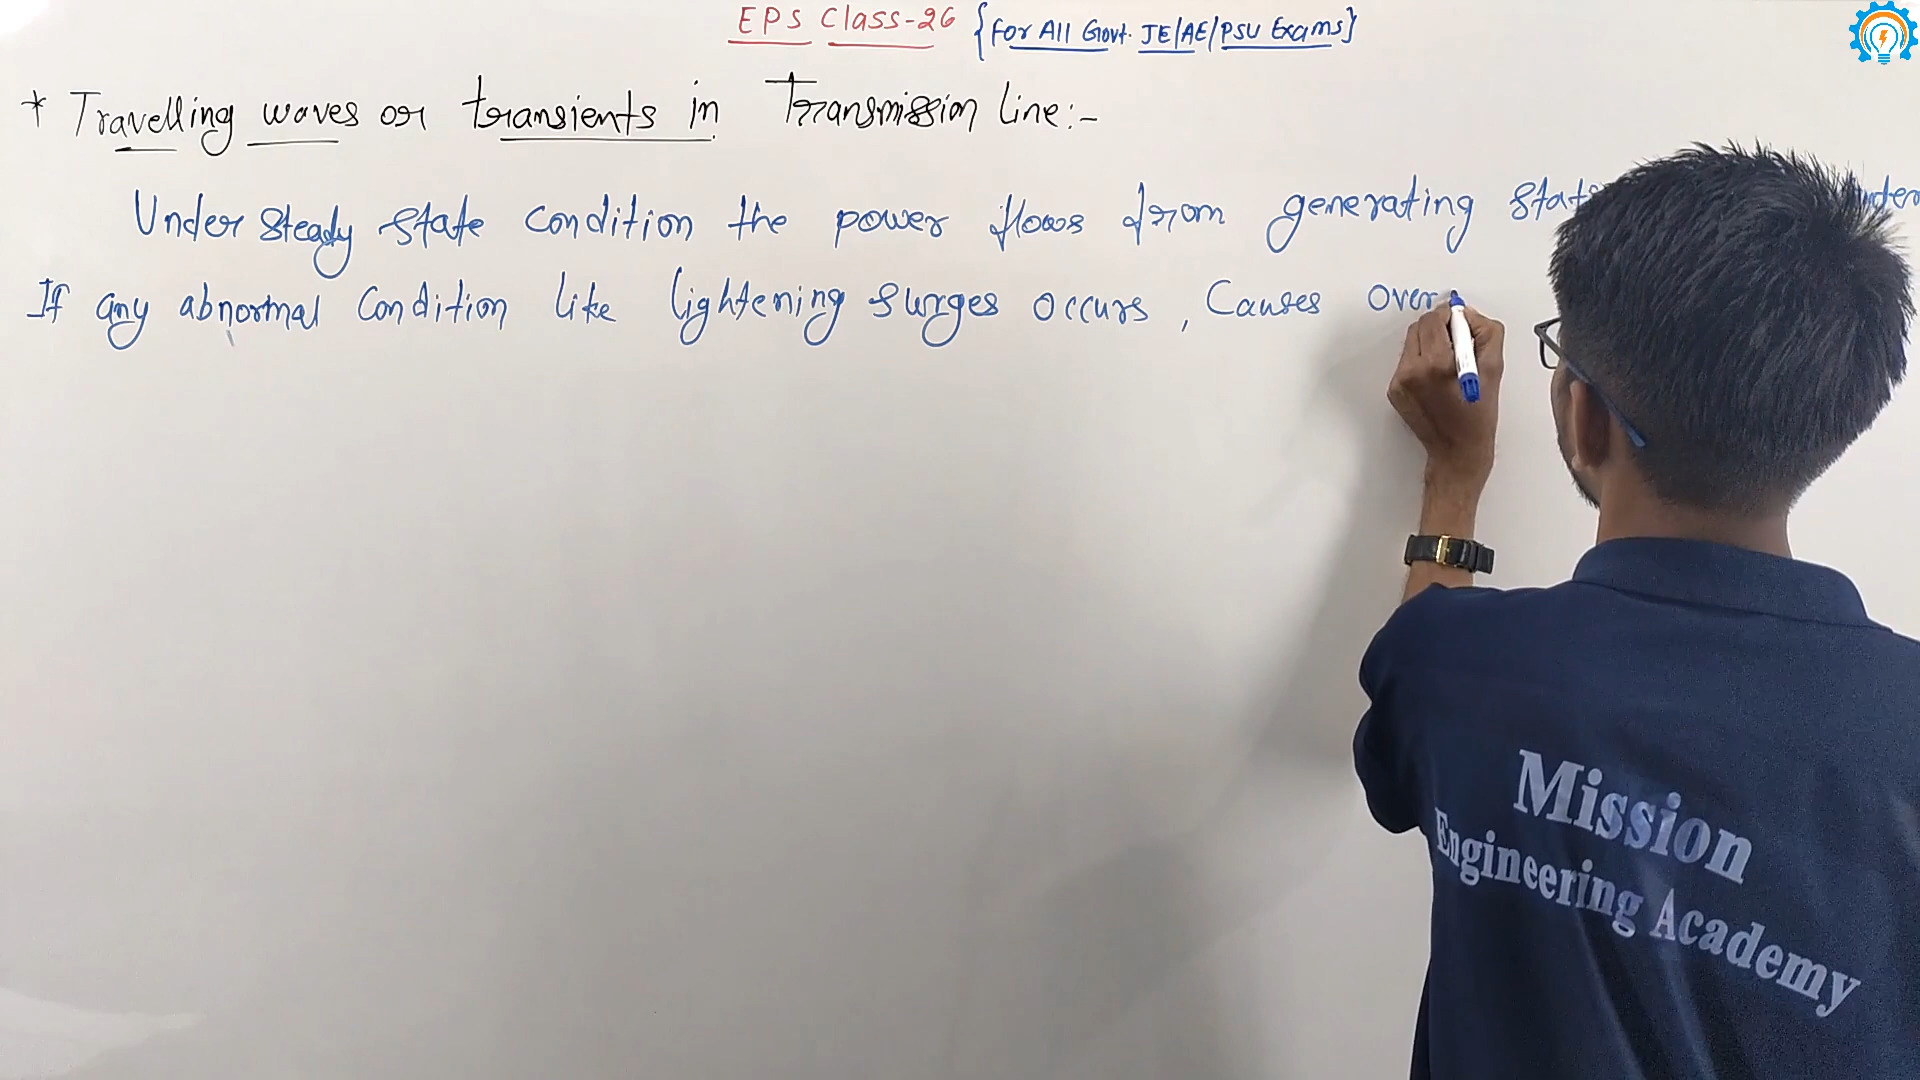 EPS Class-26 {For All Govt. JE/AE/PSU Exams}
* Travelling waves or transients in Transmission line:-
Under steady state condition the power flows from generating
If any abnormal condition like lightening surges occurs, Causes over
Mission
Engineering Academy